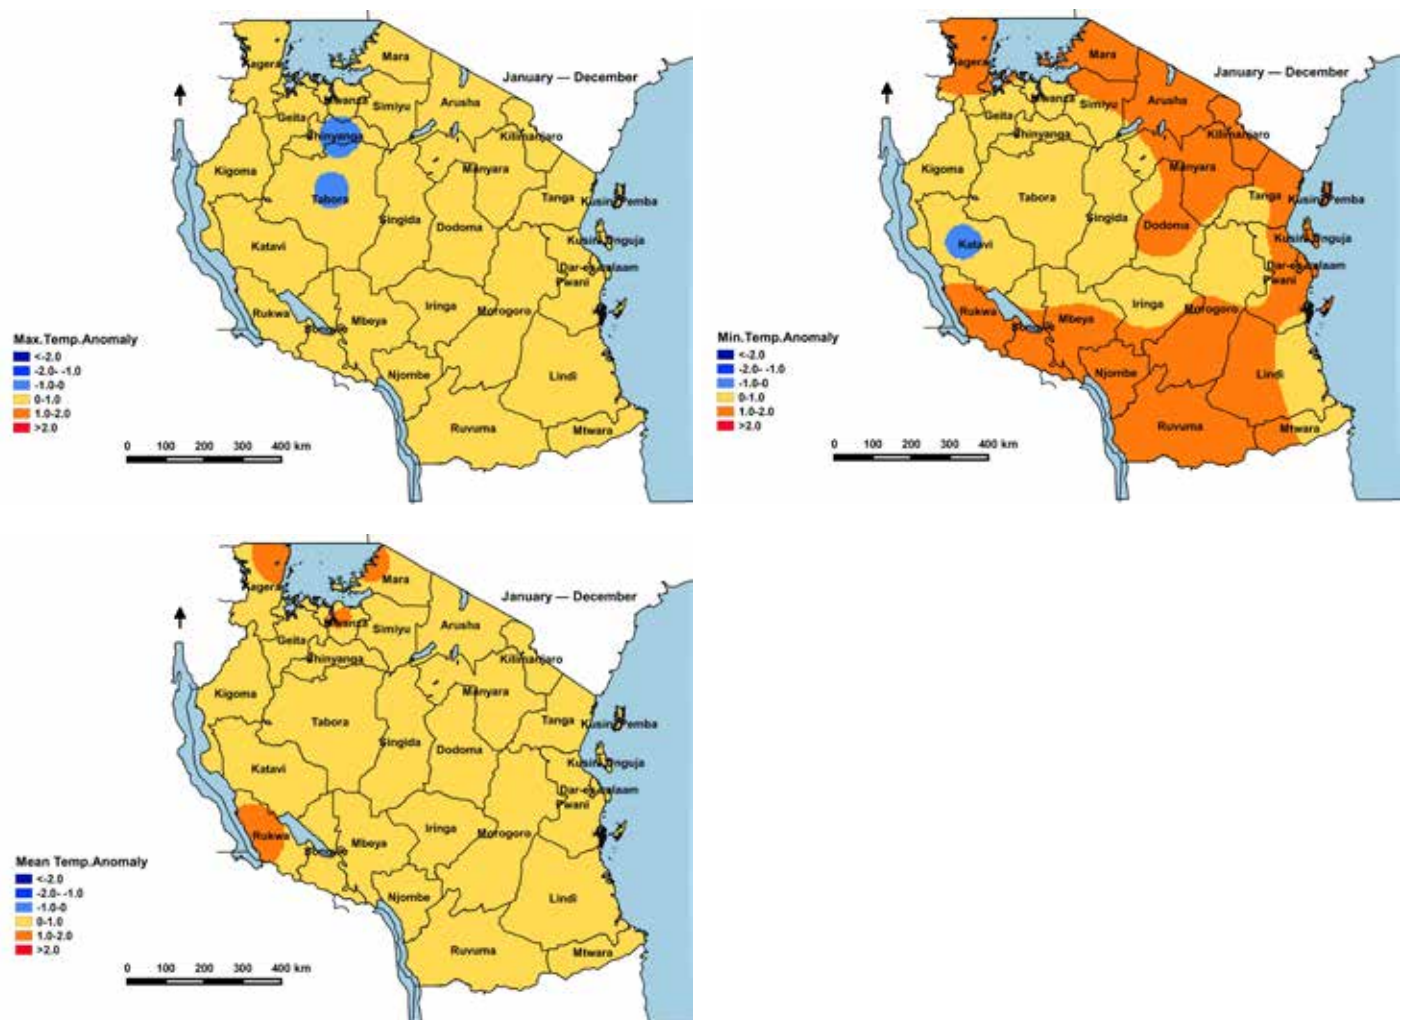 Kagera
Mara
January — December
Mwanza
Simiyu
Arusha
Geita
Shinyanga
Kilimanjaro
Kigoma
Manyara
Tabora
Tanga
Kusini Pemba
Singida
Dodoma
Katavi
Kusini Unguja
Dar-es-salaam
Pwani
Iringa
Morogoro
Rukwa
Mbeya
Songwe
Njombe
Lindi
Ruvuma
Mtwara
Max.Temp.Anomaly
<-2.0
-2.0- -1.0
-1.0-0
0-1.0
1.0-2.0
>2.0
0 100 200 300 400 km
Kagera
Mara
January — December
Mwanza
Simiyu
Arusha
Geita
Shinyanga
Kilimanjaro
Kigoma
Manyara
Tabora
Tanga
Kusini Pemba
Singida
Dodoma
Katavi
Kusini Unguja
Dar-es-salaam
Pwani
Iringa
Morogoro
Rukwa
Mbeya
Songwe
Njombe
Lindi
Ruvuma
Mtwara
Min.Temp.Anomaly
<-2.0
-2.0- -1.0
-1.0-0
0-1.0
1.0-2.0
>2.0
0 100 200 300 400 km
Kagera
Mara
January — December
Mwanza
Simiyu
Arusha
Geita
Shinyanga
Kilimanjaro
Kigoma
Manyara
Tabora
Tanga
Kusini Pemba
Singida
Dodoma
Katavi
Kusini Unguja
Dar-es-salaam
Pwani
Iringa
Morogoro
Rukwa
Mbeya
Songwe
Njombe
Lindi
Ruvuma
Mtwara
Mean Temp.Anomaly
<-2.0
-2.0- -1.0
-1.0-0
0-1.0
1.0-2.0
>2.0
0 100 200 300 400 km